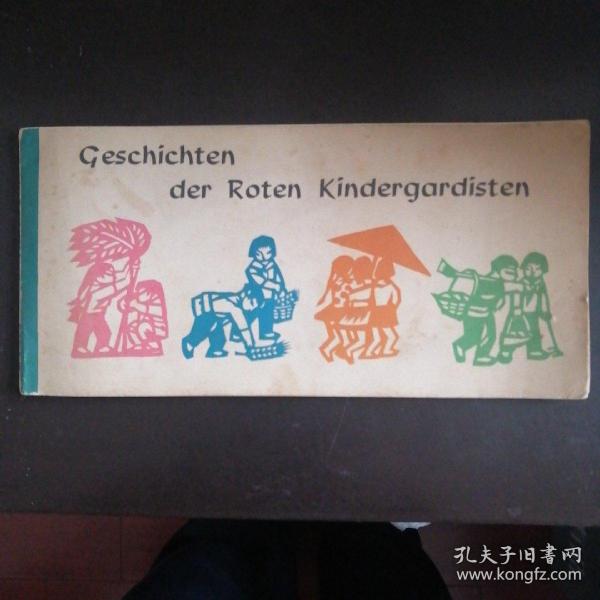 Geschichten
der Roten Kindergardisten
孔夫子旧书网
www.kongfz.com